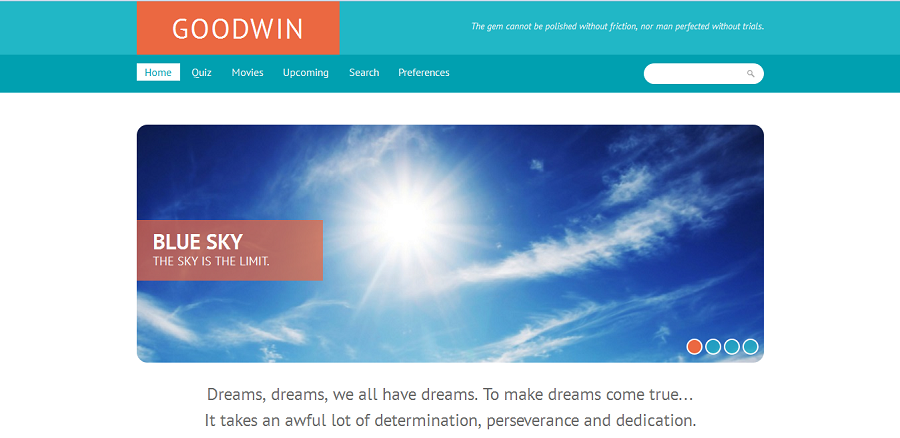 GOODWIN
The gem cannot be polished without friction, nor man perfected without trials.
Home Quiz Movies Upcoming Search Preferences
BLUE SKY
THE SKY IS THE LIMIT.
Dreams, dreams, we all have dreams. To make dreams come true...
It takes an awful lot of determination, perseverance and dedication.